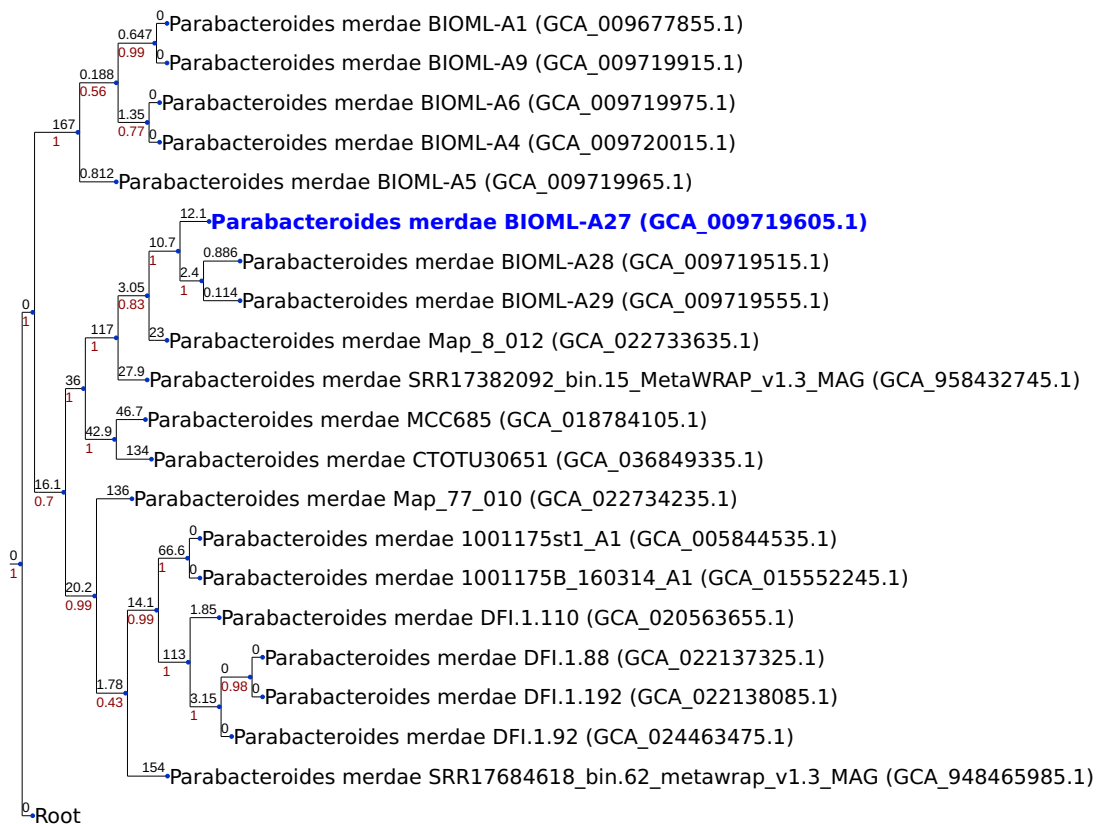 0
Parabacteroides merdae BIOML-A1 (GCA_009677855.1)
0.647
0.99
0
Parabacteroides merdae BIOML-A9 (GCA_009719915.1)
0.188
0.56
0
Parabacteroides merdae BIOML-A6 (GCA_009719975.1)
1.35
0.77
0
Parabacteroides merdae BIOML-A4 (GCA_009720015.1)
167
1
0.812
Parabacteroides merdae BIOML-A5 (GCA_009719965.1)
12.1
Parabacteroides merdae BIOML-A27 (GCA_009719605.1)
10.7
1
0.886
Parabacteroides merdae BIOML-A28 (GCA_009719515.1)
2.4
1
0.114
Parabacteroides merdae BIOML-A29 (GCA_009719555.1)
3.05
0.83
0
1
23
Parabacteroides merdae Map_8_012 (GCA_022733635.1)
117
1
27.9
Parabacteroides merdae SRR17382092_bin.15_MetaWRAP_v1.3_MAG (GCA_958432745.1)
36
1
46.7
Parabacteroides merdae MCC685 (GCA_018784105.1)
42.9
1
134
Parabacteroides merdae CTOTU30651 (GCA_036849335.1)
16.1
0.7
136
Parabacteroides merdae Map_77_010 (GCA_022734235.1)
0
Parabacteroides merdae 1001175st1_A1 (GCA_005844535.1)
66.6
1
0
Parabacteroides merdae 1001175B_160314_A1 (GCA_015552245.1)
0
1
20.2
0.99
14.1
0.99
1.85
Parabacteroides merdae DFI.1.110 (GCA_020563655.1)
113
1
0
Parabacteroides merdae DFI.1.88 (GCA_022137325.1)
0
0.98
0
Parabacteroides merdae DFI.1.192 (GCA_022138085.1)
1.78
0.43
3.15
1
0
Parabacteroides merdae DFI.1.92 (GCA_024463475.1)
154
Parabacteroides merdae SRR17684618_bin.62_metawrap_v1.3_MAG (GCA_948465985.1)
0
Root